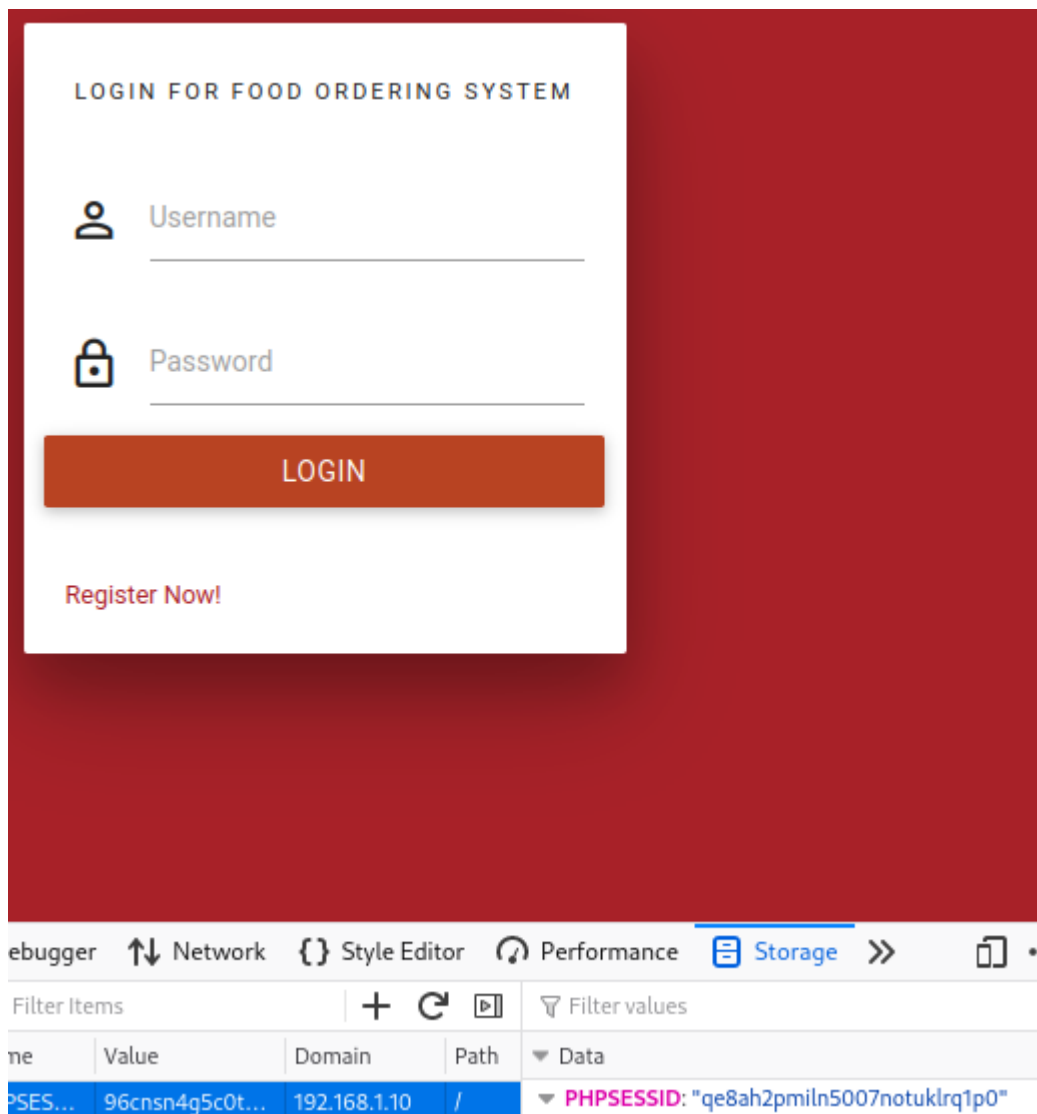 LOGIN FOR FOOD ORDERING SYSTEM
Username
Password
LOGIN
Register Now!
ebugger Network {} Style Editor Performance Storage
Filter Items Filter values
me Value Domain Path Data
PSES... 96cnsn4g5c0t... 192.168.1.10 / PHPSESSID: "qe8ah2pmiln5007notuklrq1p0"